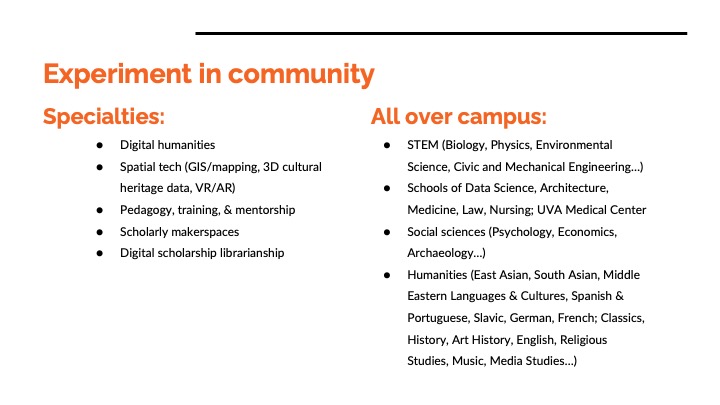 Experiment in community
Specialties:
● Digital humanities
● Spatial tech (GIS/mapping, 3D cultural
heritage data, VR/AR)
● Pedagogy, training, & mentorship
● Scholarly makerspaces
● Digital scholarship librarianship
All over campus:
● STEM (Biology, Physics, Environmental
Science, Civic and Mechanical Engineering...)
● Schools of Data Science, Architecture,
Medicine, Law, Nursing; UVA Medical Center
● Social sciences (Psychology, Economics,
Archaeology...)
● Humanities (East Asian, South Asian, Middle
Eastern Languages & Cultures, Spanish &
Portuguese, Slavic, German, French; Classics,
History, Art History, English, Religious
Studies, Music, Media Studies...)